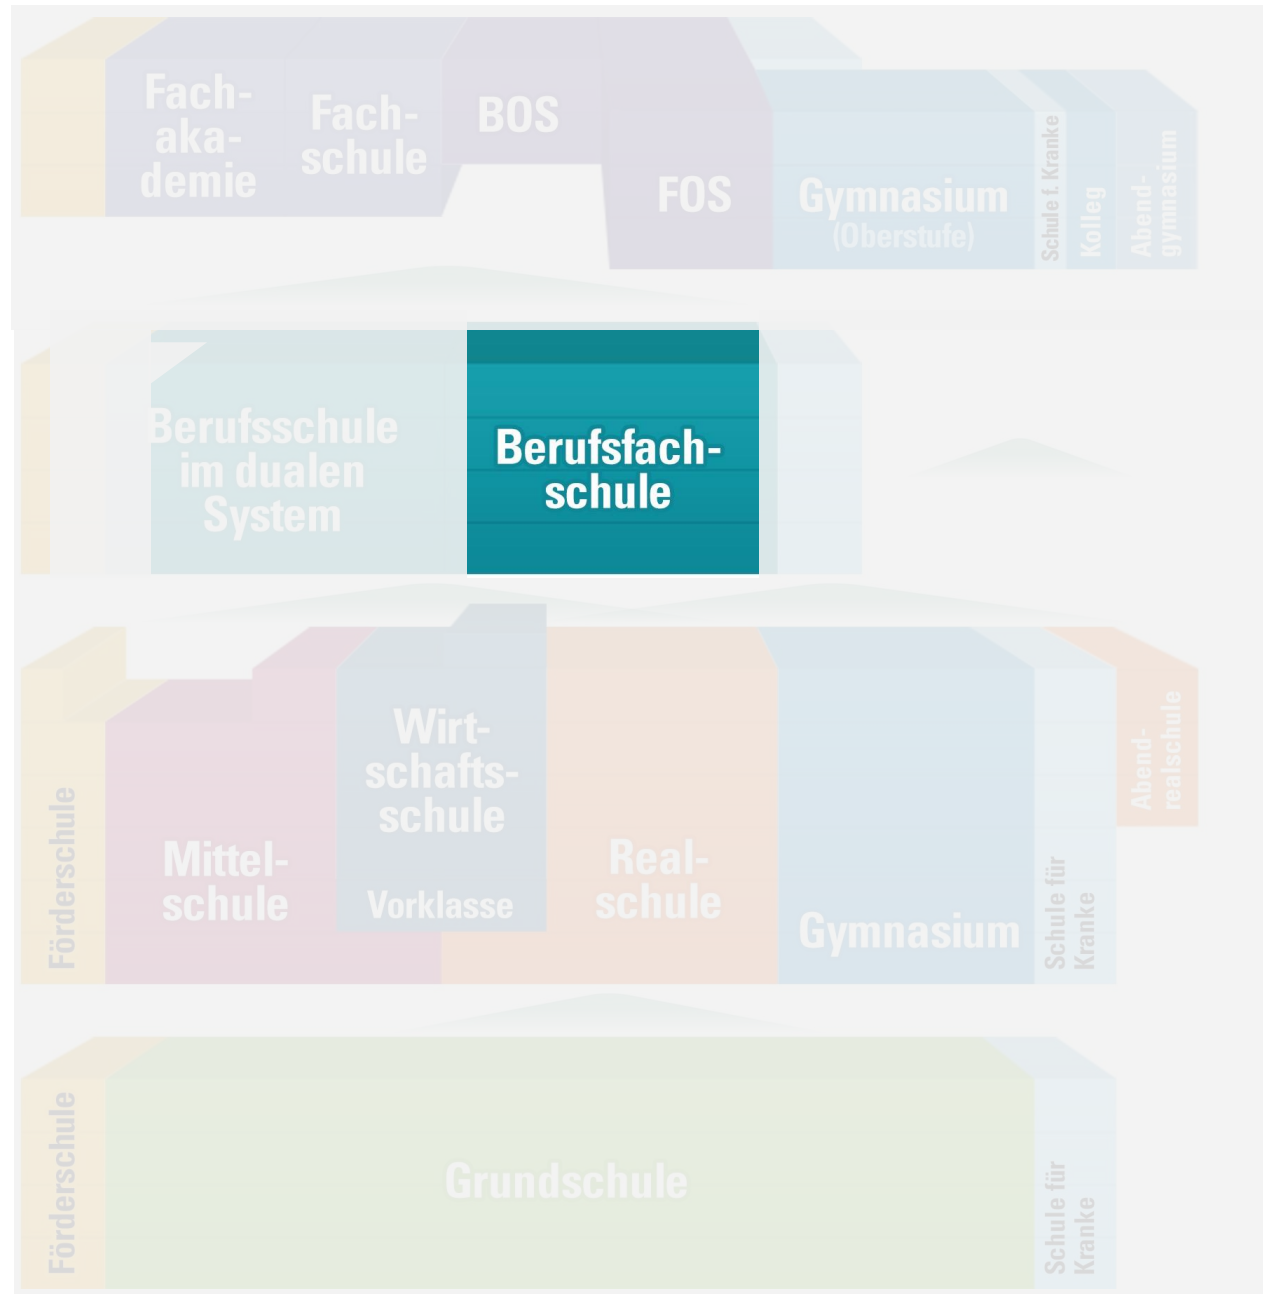 Fach-
aka-
demie
Fach-
schule
BOS
FOS
Gymnasium
(Oberstufe)
Schule f. Kranke
Kolleg
Abend-
gymnasium
Berufsschule
im dualen
System
Berufsfach-
schule
Förderschule
Mittel-
schule
Wirt-
schafts-
schule
Vorklasse
Real-
schule
Gymnasium
Schule für
Kranke
Abend-
realschule
Förderschule
Grundschule
Schule für
Kranke